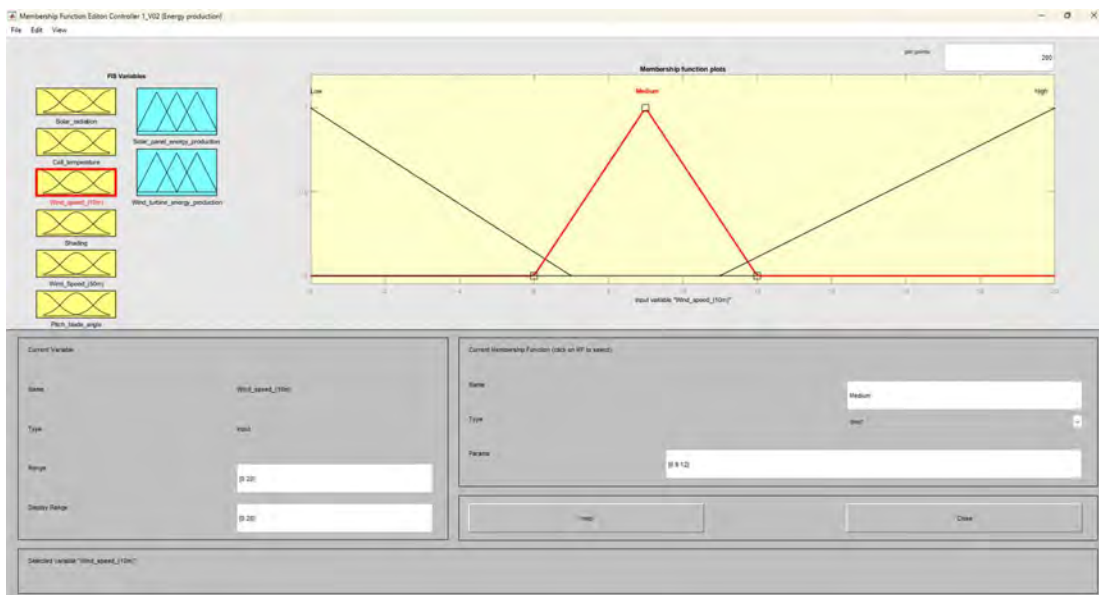 Membership Function Editor: Controller 1_V02 (Energy production)
File Edit View
FIS Variables
Solar_radiation
Cell_temperature
Wind_speed_(10m)
Shading
Wind_Speed_(50m)
Pitch_blade_angle
Solar_panel_energy_production
Wind_turbine_energy_production
plot points:
200
Membership function plots
Low
Medium
High
input variable "Wind_speed_(10m)"
Current Variable
Name
Wind_speed_(10m)
Type
input
Range
[0 20]
Display Range
[0 20]
Current Membership Function (click on MF to select)
Name
Medium
Type
trimf
Params
Help
Close
Selected variable "Wind_speed_(10m)"